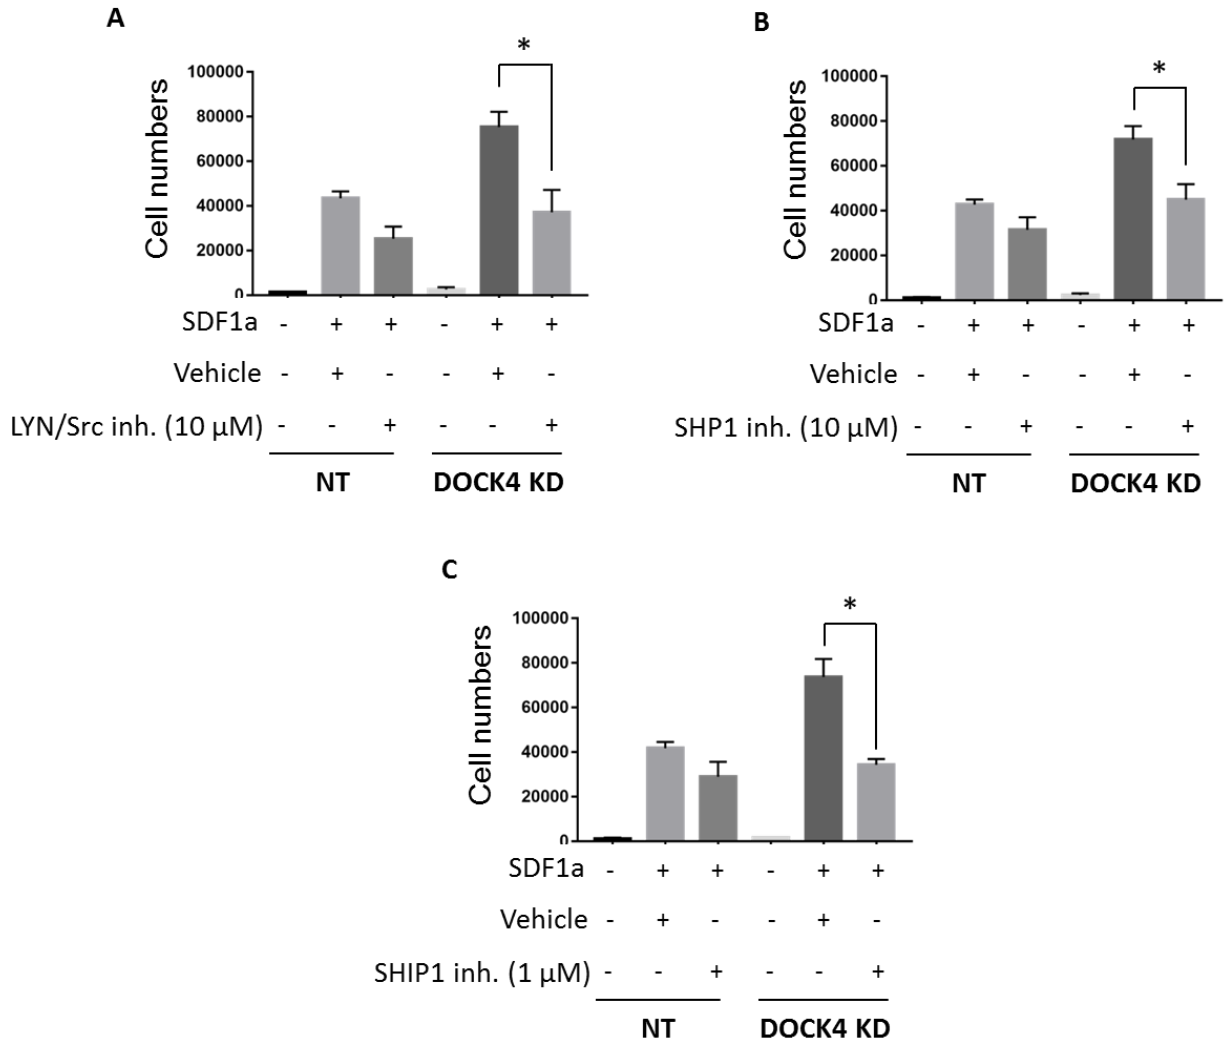 A
*
Cell numbers
100000
80000
60000
40000
20000
0
SDF1a - + + - + +
Vehicle - + - - + -
LYN/Src inh. (10 µM) - - + - - +
NT DOCK4 KD
B
*
Cell numbers
100000
80000
60000
40000
20000
0
SDF1a - + + - + +
Vehicle - + - - + -
SHP1 inh. (10 µM) - - + - - +
NT DOCK4 KD
C
*
Cell numbers
100000
80000
60000
40000
20000
0
SDF1a - + + - + +
Vehicle - + - - + -
SHIP1 inh. (1 µM) - - + - - +
NT DOCK4 KD